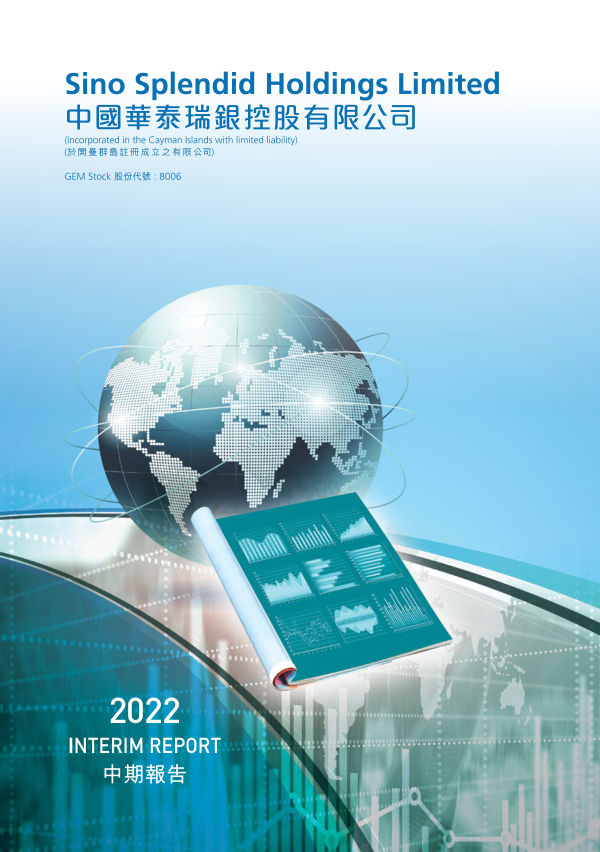 Sino Splendid Holdings Limited
中國華泰瑞銀控股有限公司
(Incorporated in the Cayman Islands with limited liability)
(於開曼群島註冊成立之有限公司)
GEM Stock 股份代號 : 8006
2022
INTERIM REPORT
中期報告